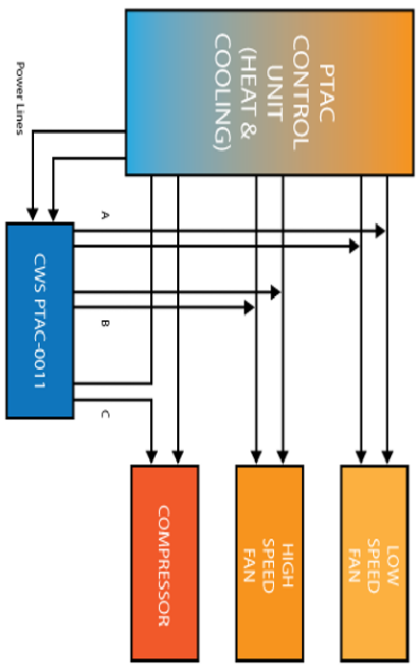 PTAC
CONTROL
UNIT
(HEAT &
COOLING)
Power Lines
A
B
C
CWS PTAC-0011
LOW
SPEED
FAN
HIGH
SPEED
FAN
COMPRESSOR